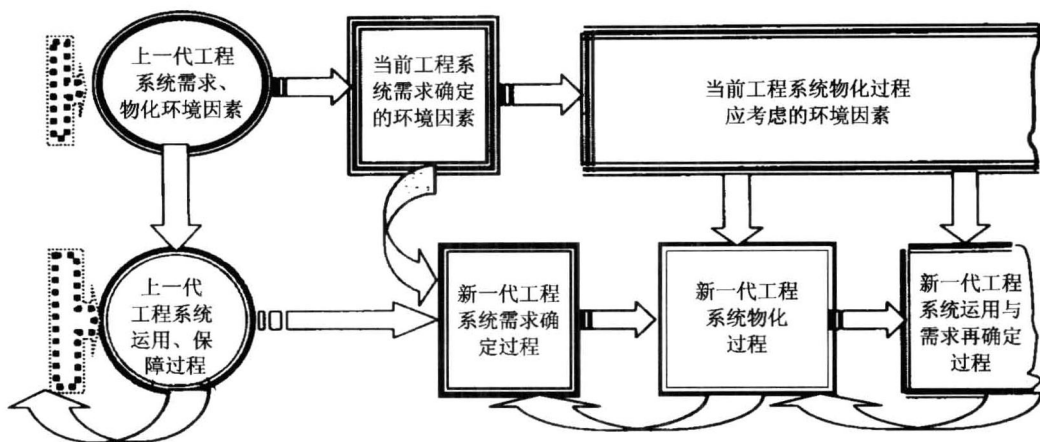 上一代工程
系统需求、
物化环境因素
当前工程系
统需求确定
的环境因素
当前工程系统物化过程
应考虑的环境因素
上一代
工程系统
运用、保
障过程
新一代工程
系统需求确
定过程
新一代工程
系统物化
过程
新一代工程
系统运用与
需求再确定
过程